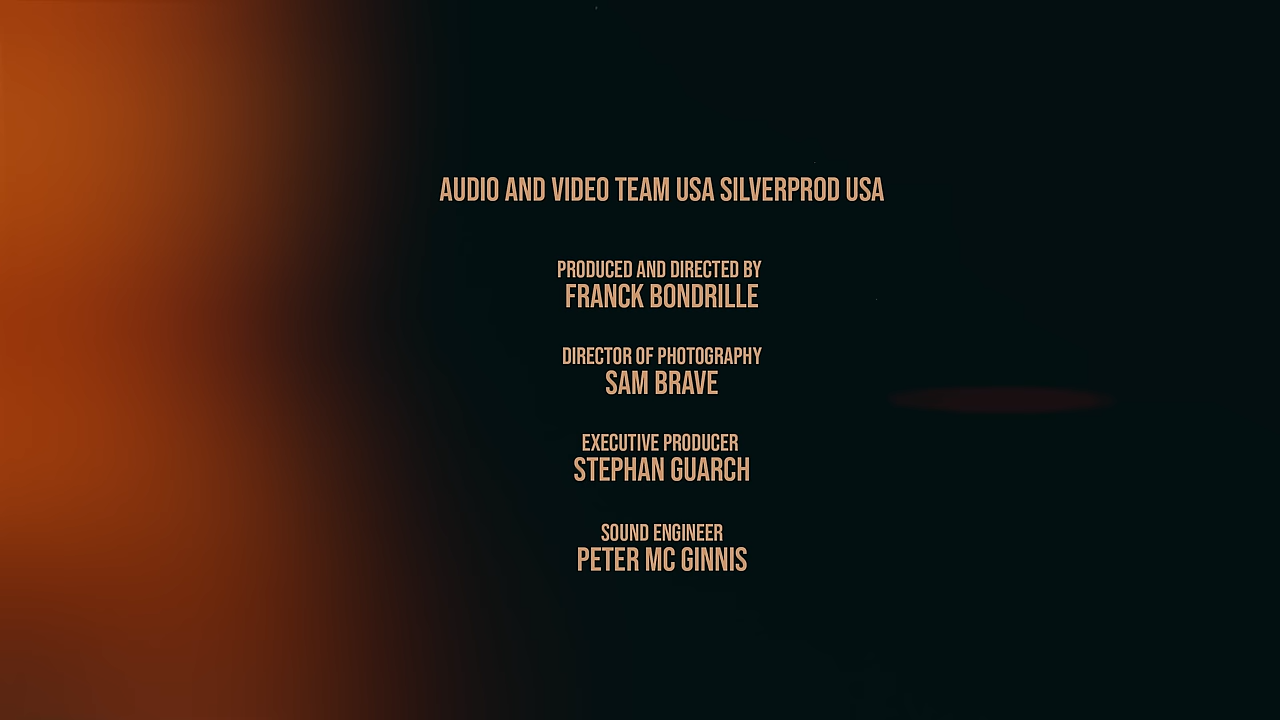 AUDIO AND VIDEO TEAM USA SILVERPROD USA
PRODUCED AND DIRECTED BY
FRANCK BONDRILLE
DIRECTOR OF PHOTOGRAPHY
SAM BRAVE
EXECUTIVE PRODUCER
STEPHAN GUARCH
SOUND ENGINEER
PETER MC GINNIS